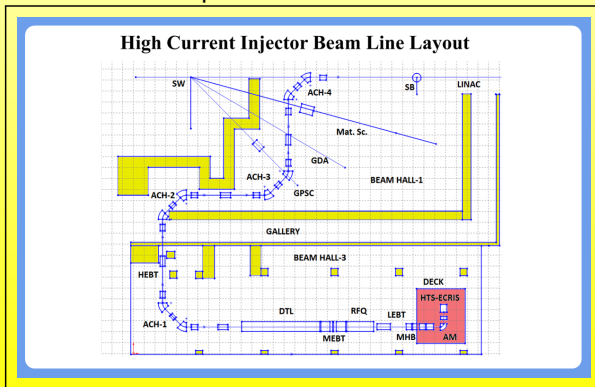 High Current Injector Beam Line Layout
SW
ACH-4
SB
LINAC
Mat. Sc.
GDA
ACH-3
BEAM HALL-1
ACH-2
GPSC
GALLERY
BEAM HALL-3
HEBT
DECK
HTS-ECRIS
DTL
RFQ
LEBT
ACH-1
MEBT
MHB
AM